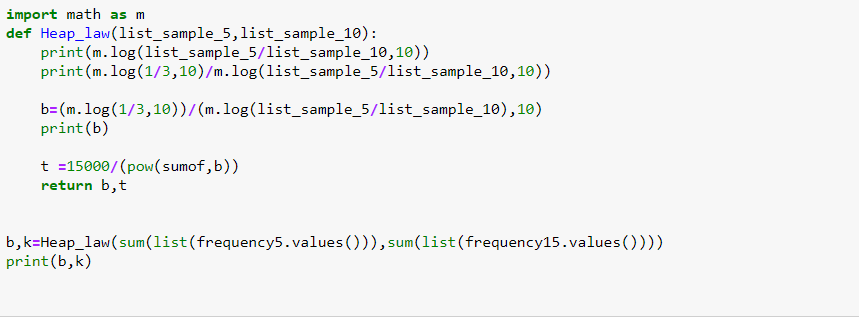 import math as m
def Heap_law(list_sample_5,list_sample_10):
    print(m.log(list_sample_5/list_sample_10,10))
    print(m.log(1/3,10)/m.log(list_sample_5/list_sample_10,10))
    b=(m.log(1/3,10))/(m.log(list_sample_5/list_sample_10),10)
    print(b)
    t =15000/(pow(sumof,b))
    return b,t
b,k=Heap_law(sum(list(frequency5.values())),sum(list(frequency15.values())))
print(b,k)